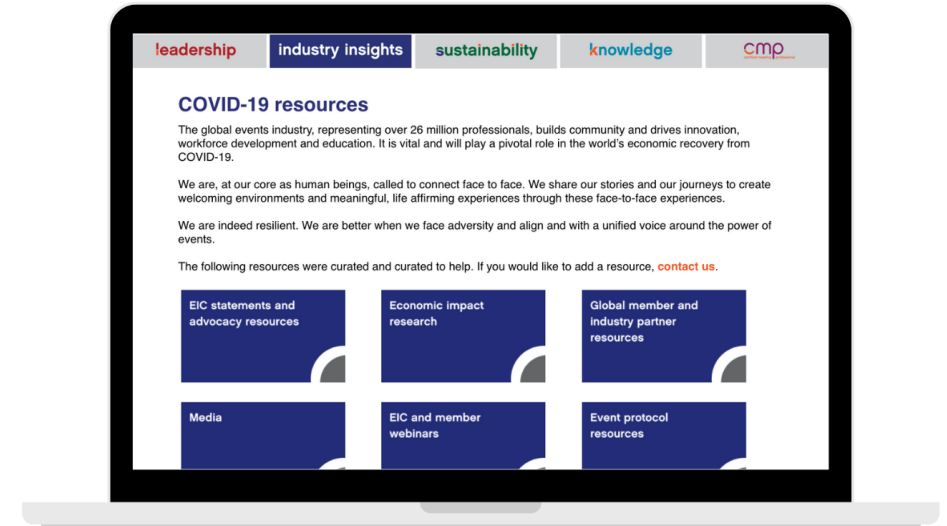 leadership
industry insights
sustainability
knowledge
cmp
COVID-19 resources
The global events industry, representing over 26 million professionals, builds community and drives innovation,
workforce development and education. It is vital and will play a pivotal role in the world's economic recovery from
COVID-19.
We are, at our core as human beings, called to connect face to face. We share our stories and our journeys to create
welcoming environments and meaningful, life affirming experiences through these face-to-face experiences.
We are indeed resilient. We are better when we face adversity and align and with a unified voice around the power of
events.
The following resources were curated and curated to help. If you would like to add a resource, contact us.
EIC statements and
advocacy resources
Economic impact
research
Global member and
industry partner
resources
Media
EIC and member
webinars
Event protocol
resources